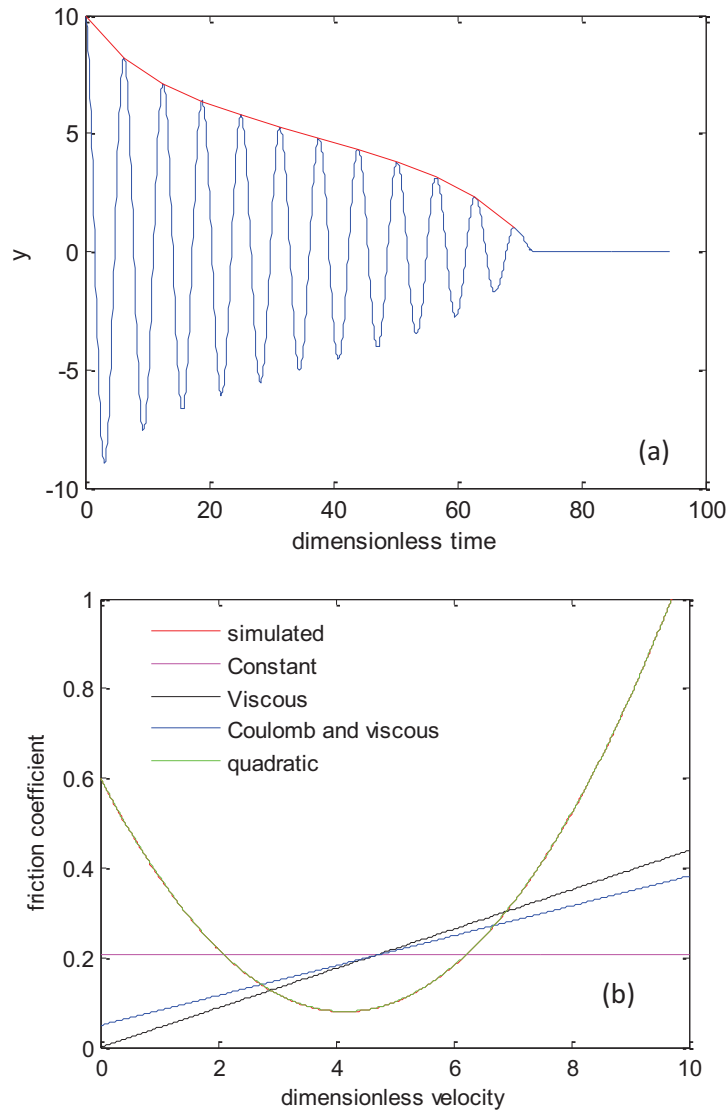 10
5
0
-5
-10
y
(a)
0 20 40 60 80 100
dimensionless time
1
0.8
0.6
0.4
0.2
0
friction coefficient
simulated
Constant
Viscous
Coulomb and viscous
quadratic
(b)
0 2 4 6 8 10
dimensionless velocity